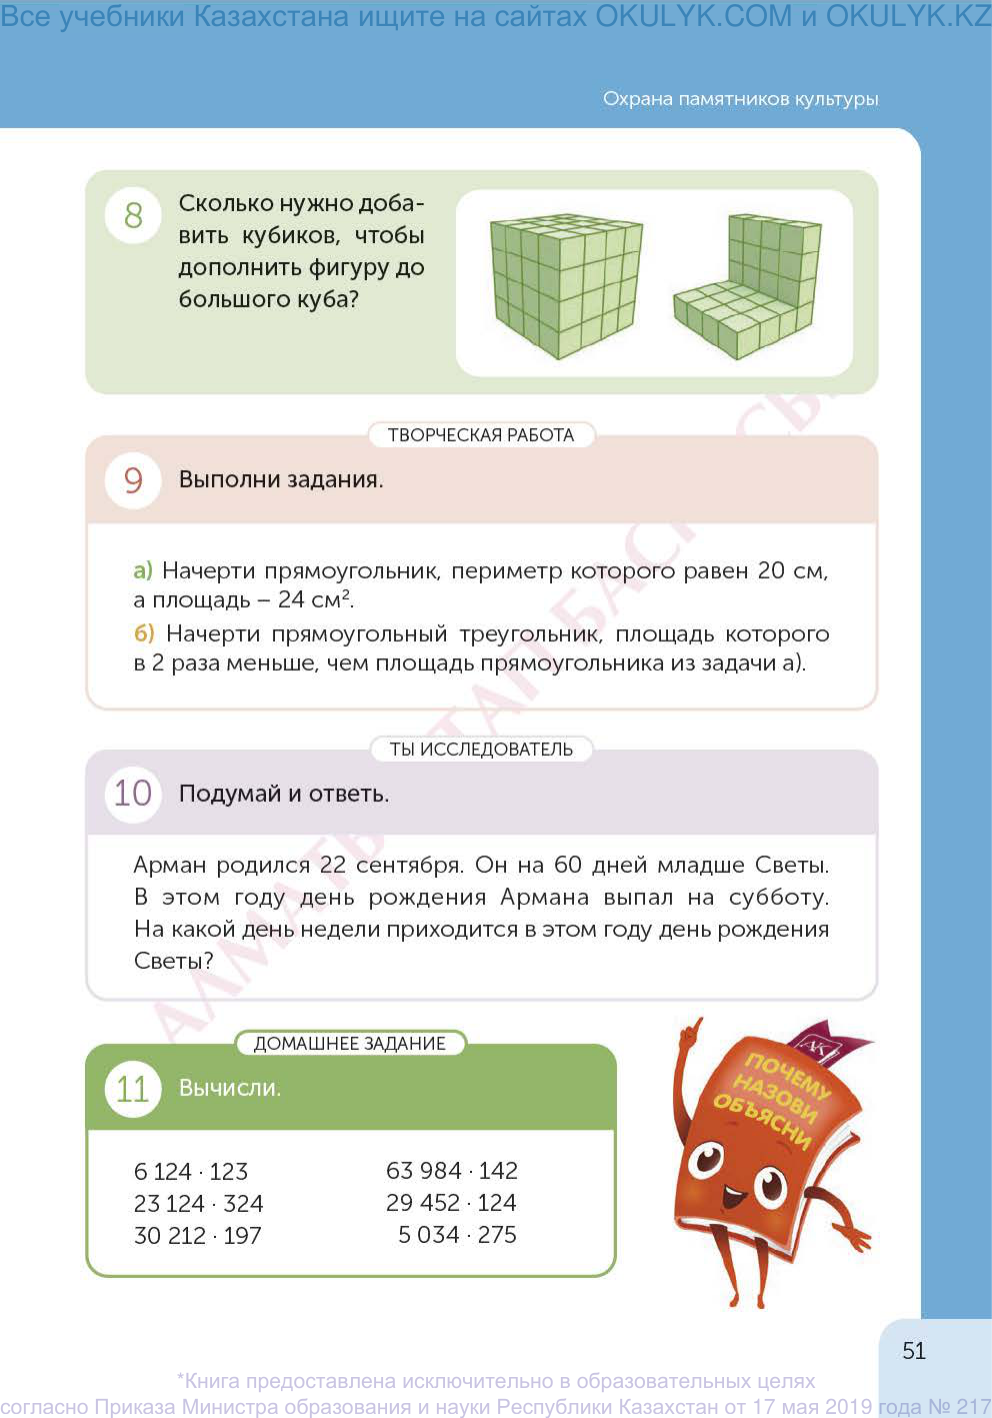 Все учебники Казахстана ищите на сайтах OKULYK.COM и OKULYK.KZ
Охрана памятников культуры
8
Сколько нужно доба-
вить кубиков, чтобы
дополнить фигуру до
большого куба?
ТВОРЧЕСКАЯ РАБОТА
9
Выполни задания.
а) Начерти прямоугольник, периметр которого равен 20 см,
а площадь – 24 см².
б) Начерти прямоугольный треугольник, площадь которого
в 2 раза меньше, чем площадь прямоугольника из задачи а).
ТЫ ИССЛЕДОВАТЕЛЬ
10
Подумай и ответь.
Арман родился 22 сентября. Он на 60 дней младше Светы.
В этом году день рождения Армана выпал на субботу.
На какой день недели приходится в этом году день рождения
Светы?
ДОМАШНЕЕ ЗАДАНИЕ
11
Вычисли.
6 124 · 123
23 124 · 324
30 212 · 197
63 984 · 142
29 452 · 124
5 034 · 275
АК
ПОЧЕМУ
НАЗОВИ
ОБЪЯСНИ
51
*Книга предоставлена исключительно в образовательных целях
согласно Приказа Министра образования и науки Республики Казахстан от 17 мая 2019 года № 217